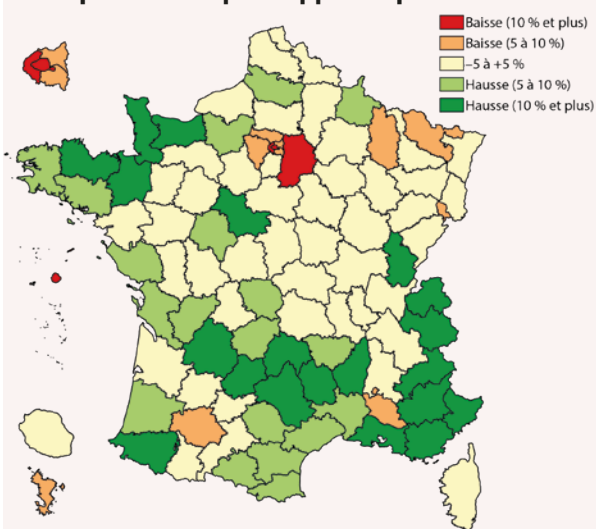 Baisse (10 % et plus)
Baisse (5 à 10 %)
–5 à +5 %
Hausse (5 à 10 %)
Hausse (10 % et plus)